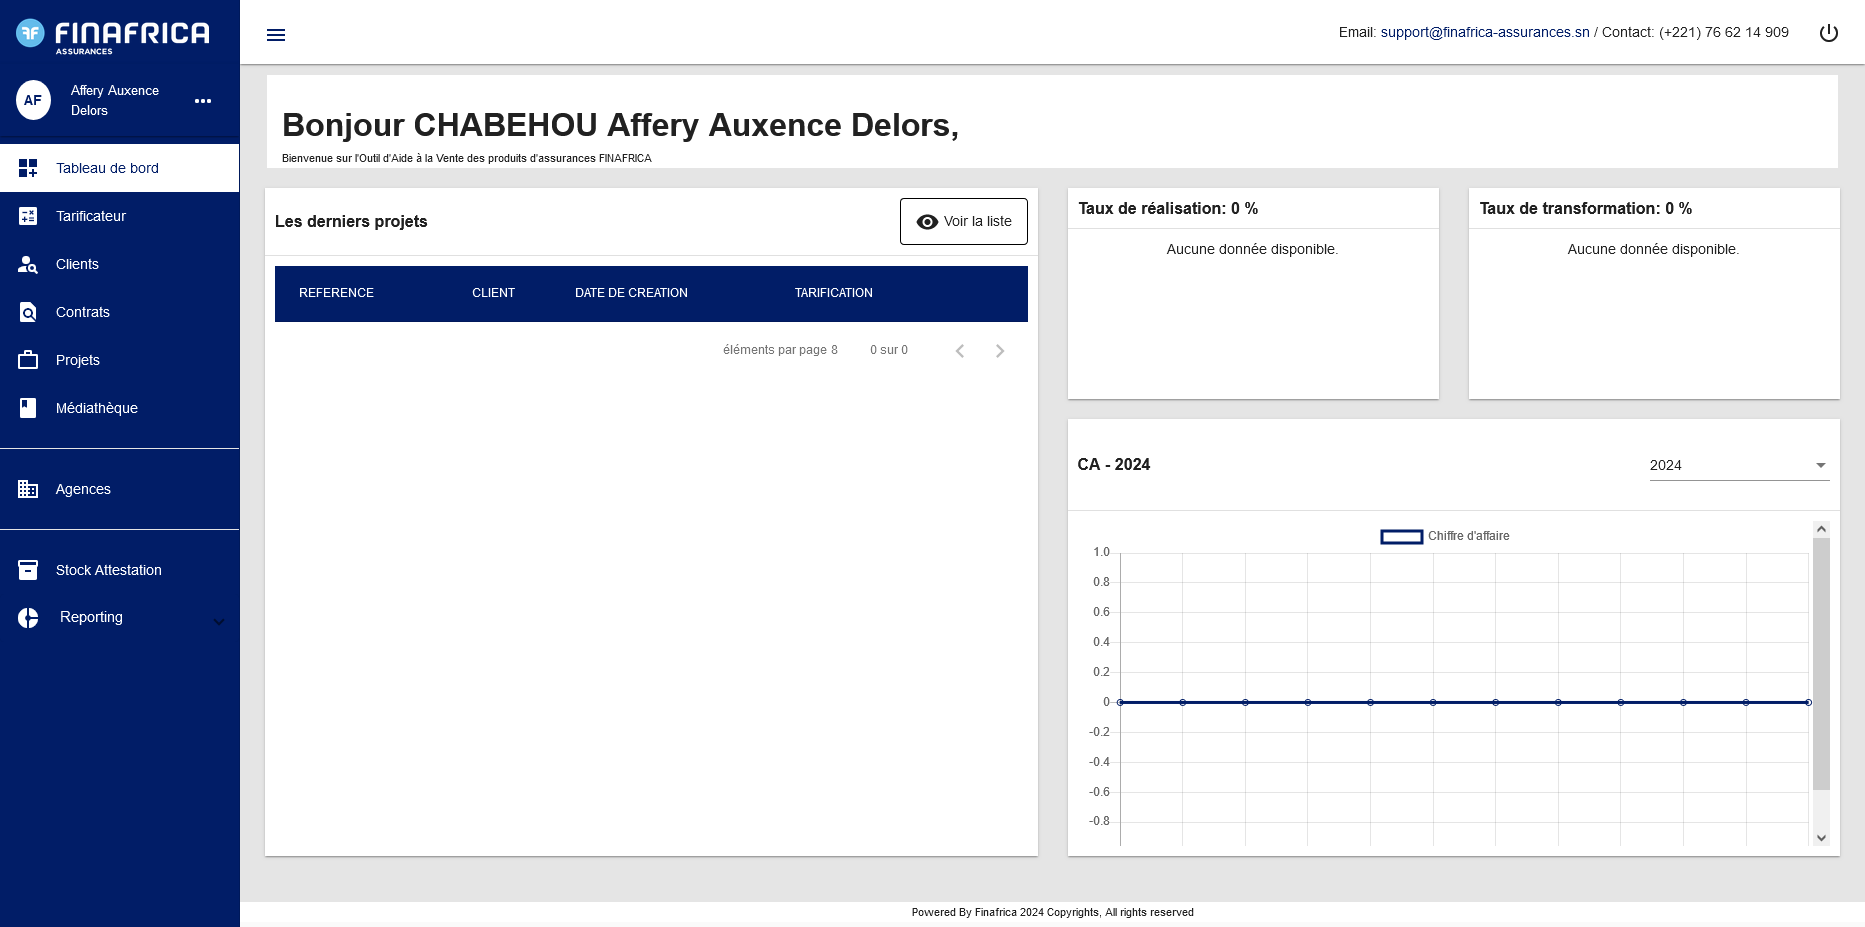 FINAFRICA
ASSURANCES
AF
Affery Auxence
Delors
Tableau de bord
Tarificateur
Clients
Contrats
Projets
Médiathèque
Agences
Stock Attestation
Reporting
Email: support@finafrica-assurances.sn / Contact: (+221) 76 62 14 909
Bonjour CHABEHOU Affery Auxence Delors,
Bienvenue sur l'Outil d'Aide à la Vente des produits d'assurances FINAFRICA
Les derniers projets
Voir la liste
REFERENCE CLIENT DATE DE CREATION TARIFICATION
éléments par page 8 0 sur 0
Taux de réalisation: 0 %
Aucune donnée disponible.
Taux de transformation: 0 %
Aucune donnée disponible.
CA - 2024
2024
Chiffre d'affaire
1.0
0.8
0.6
0.4
0.2
0
-0.2
-0.4
-0.6
-0.8
Powered By Finafrica 2024 Copyrights, All rights reserved